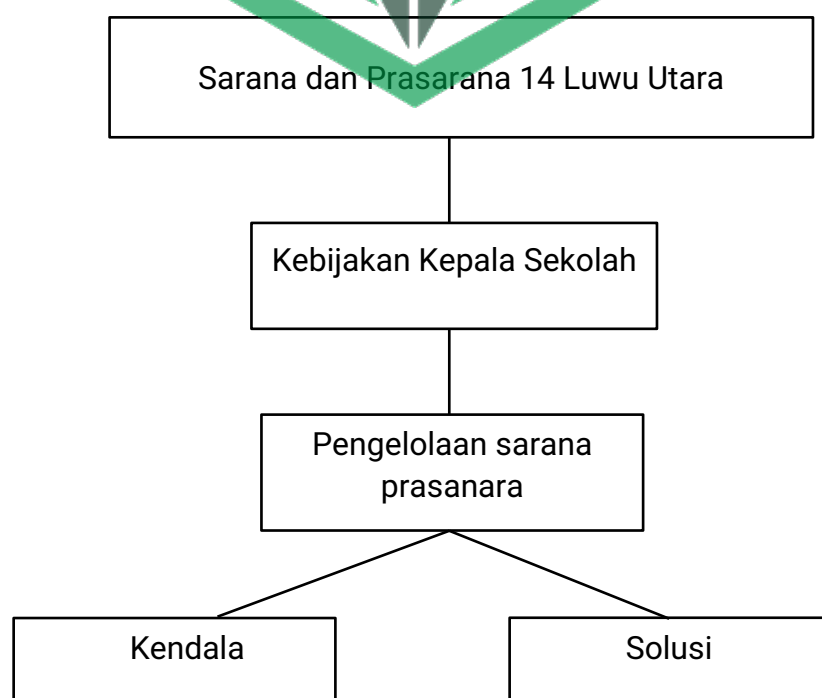 Sarana dan Prasarana 14 Luwu Utara
Kebijakan Kepala Sekolah
Pengelolaan sarana
prasanara
Kendala
Solusi